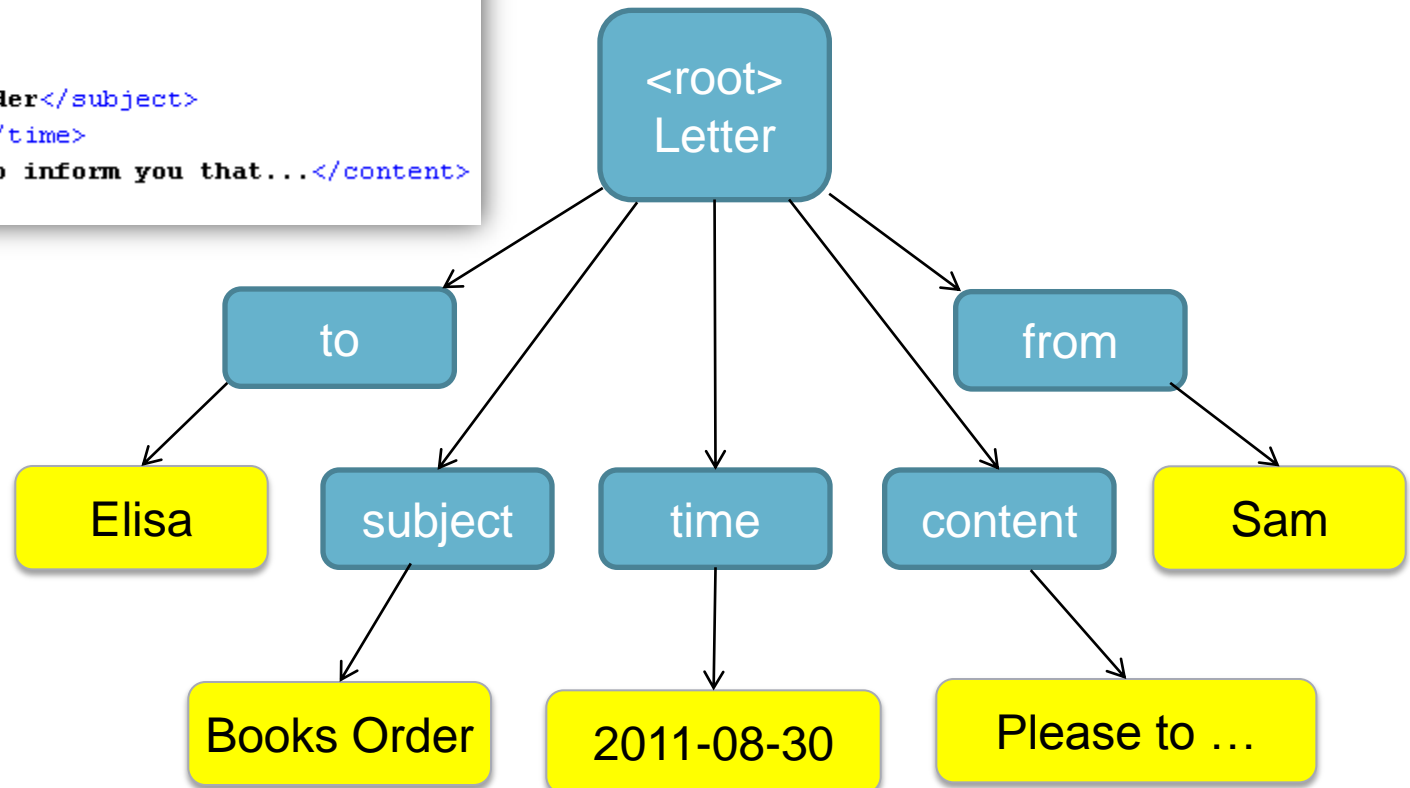 der</subject>
/time>
o inform you that...</content>
<root>
Letter
to
from
Elisa
subject
time
content
Sam
Books Order
2011-08-30
Please to …